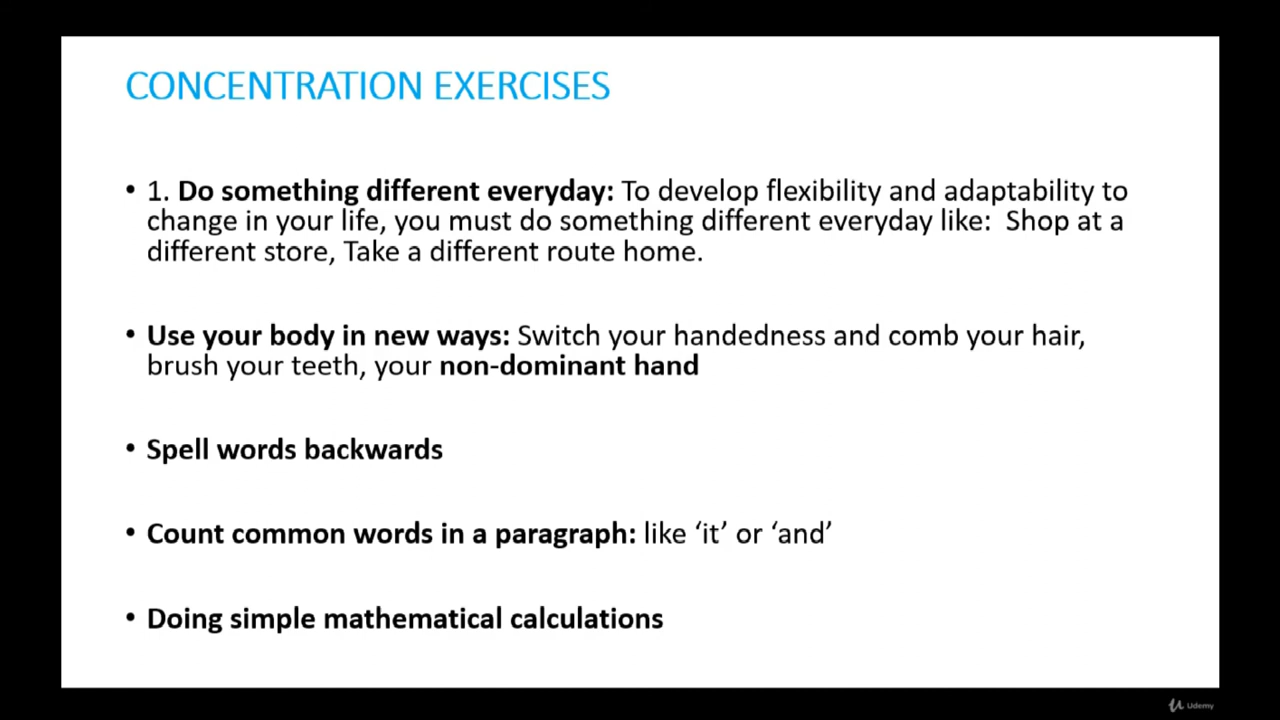 CONCENTRATION EXERCISES
• 1. Do something different everyday: To develop flexibility and adaptability to
change in your life, you must do something different everyday like:  Shop at a
different store, Take a different route home.
• Use your body in new ways: Switch your handedness and comb your hair,
brush your teeth, your non-dominant hand
• Spell words backwards
• Count common words in a paragraph: like ‘it’ or ‘and’
• Doing simple mathematical calculations
Udemy